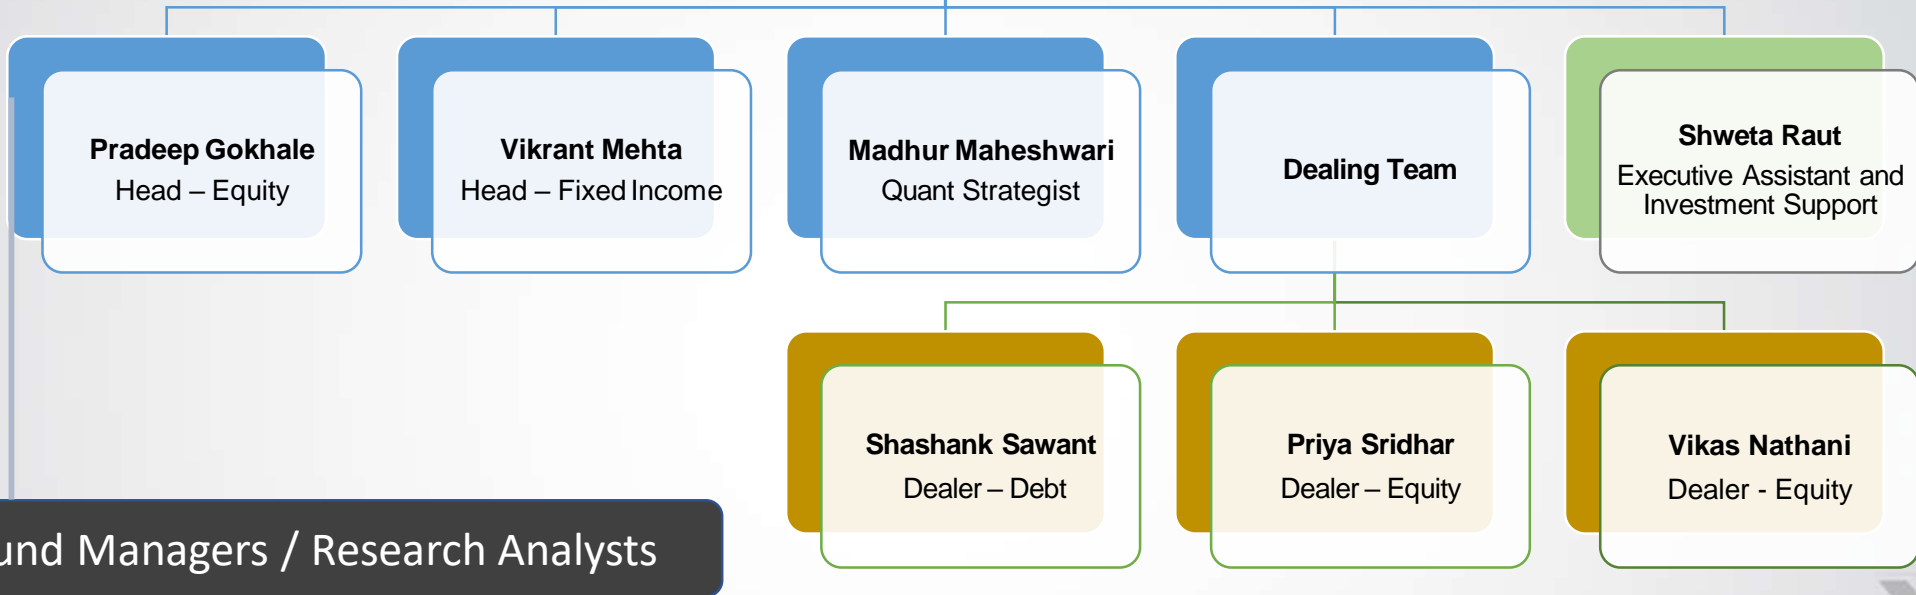 Pradeep Gokhale
Head – Equity
Vikrant Mehta
Head – Fixed Income
Madhur Maheshwari
Quant Strategist
Dealing Team
Shweta Raut
Executive Assistant and
Investment Support
Shashank Sawant
Dealer – Debt
Priya Sridhar
Dealer – Equity
Vikas Nathani
Dealer - Equity
und Managers / Research Analysts